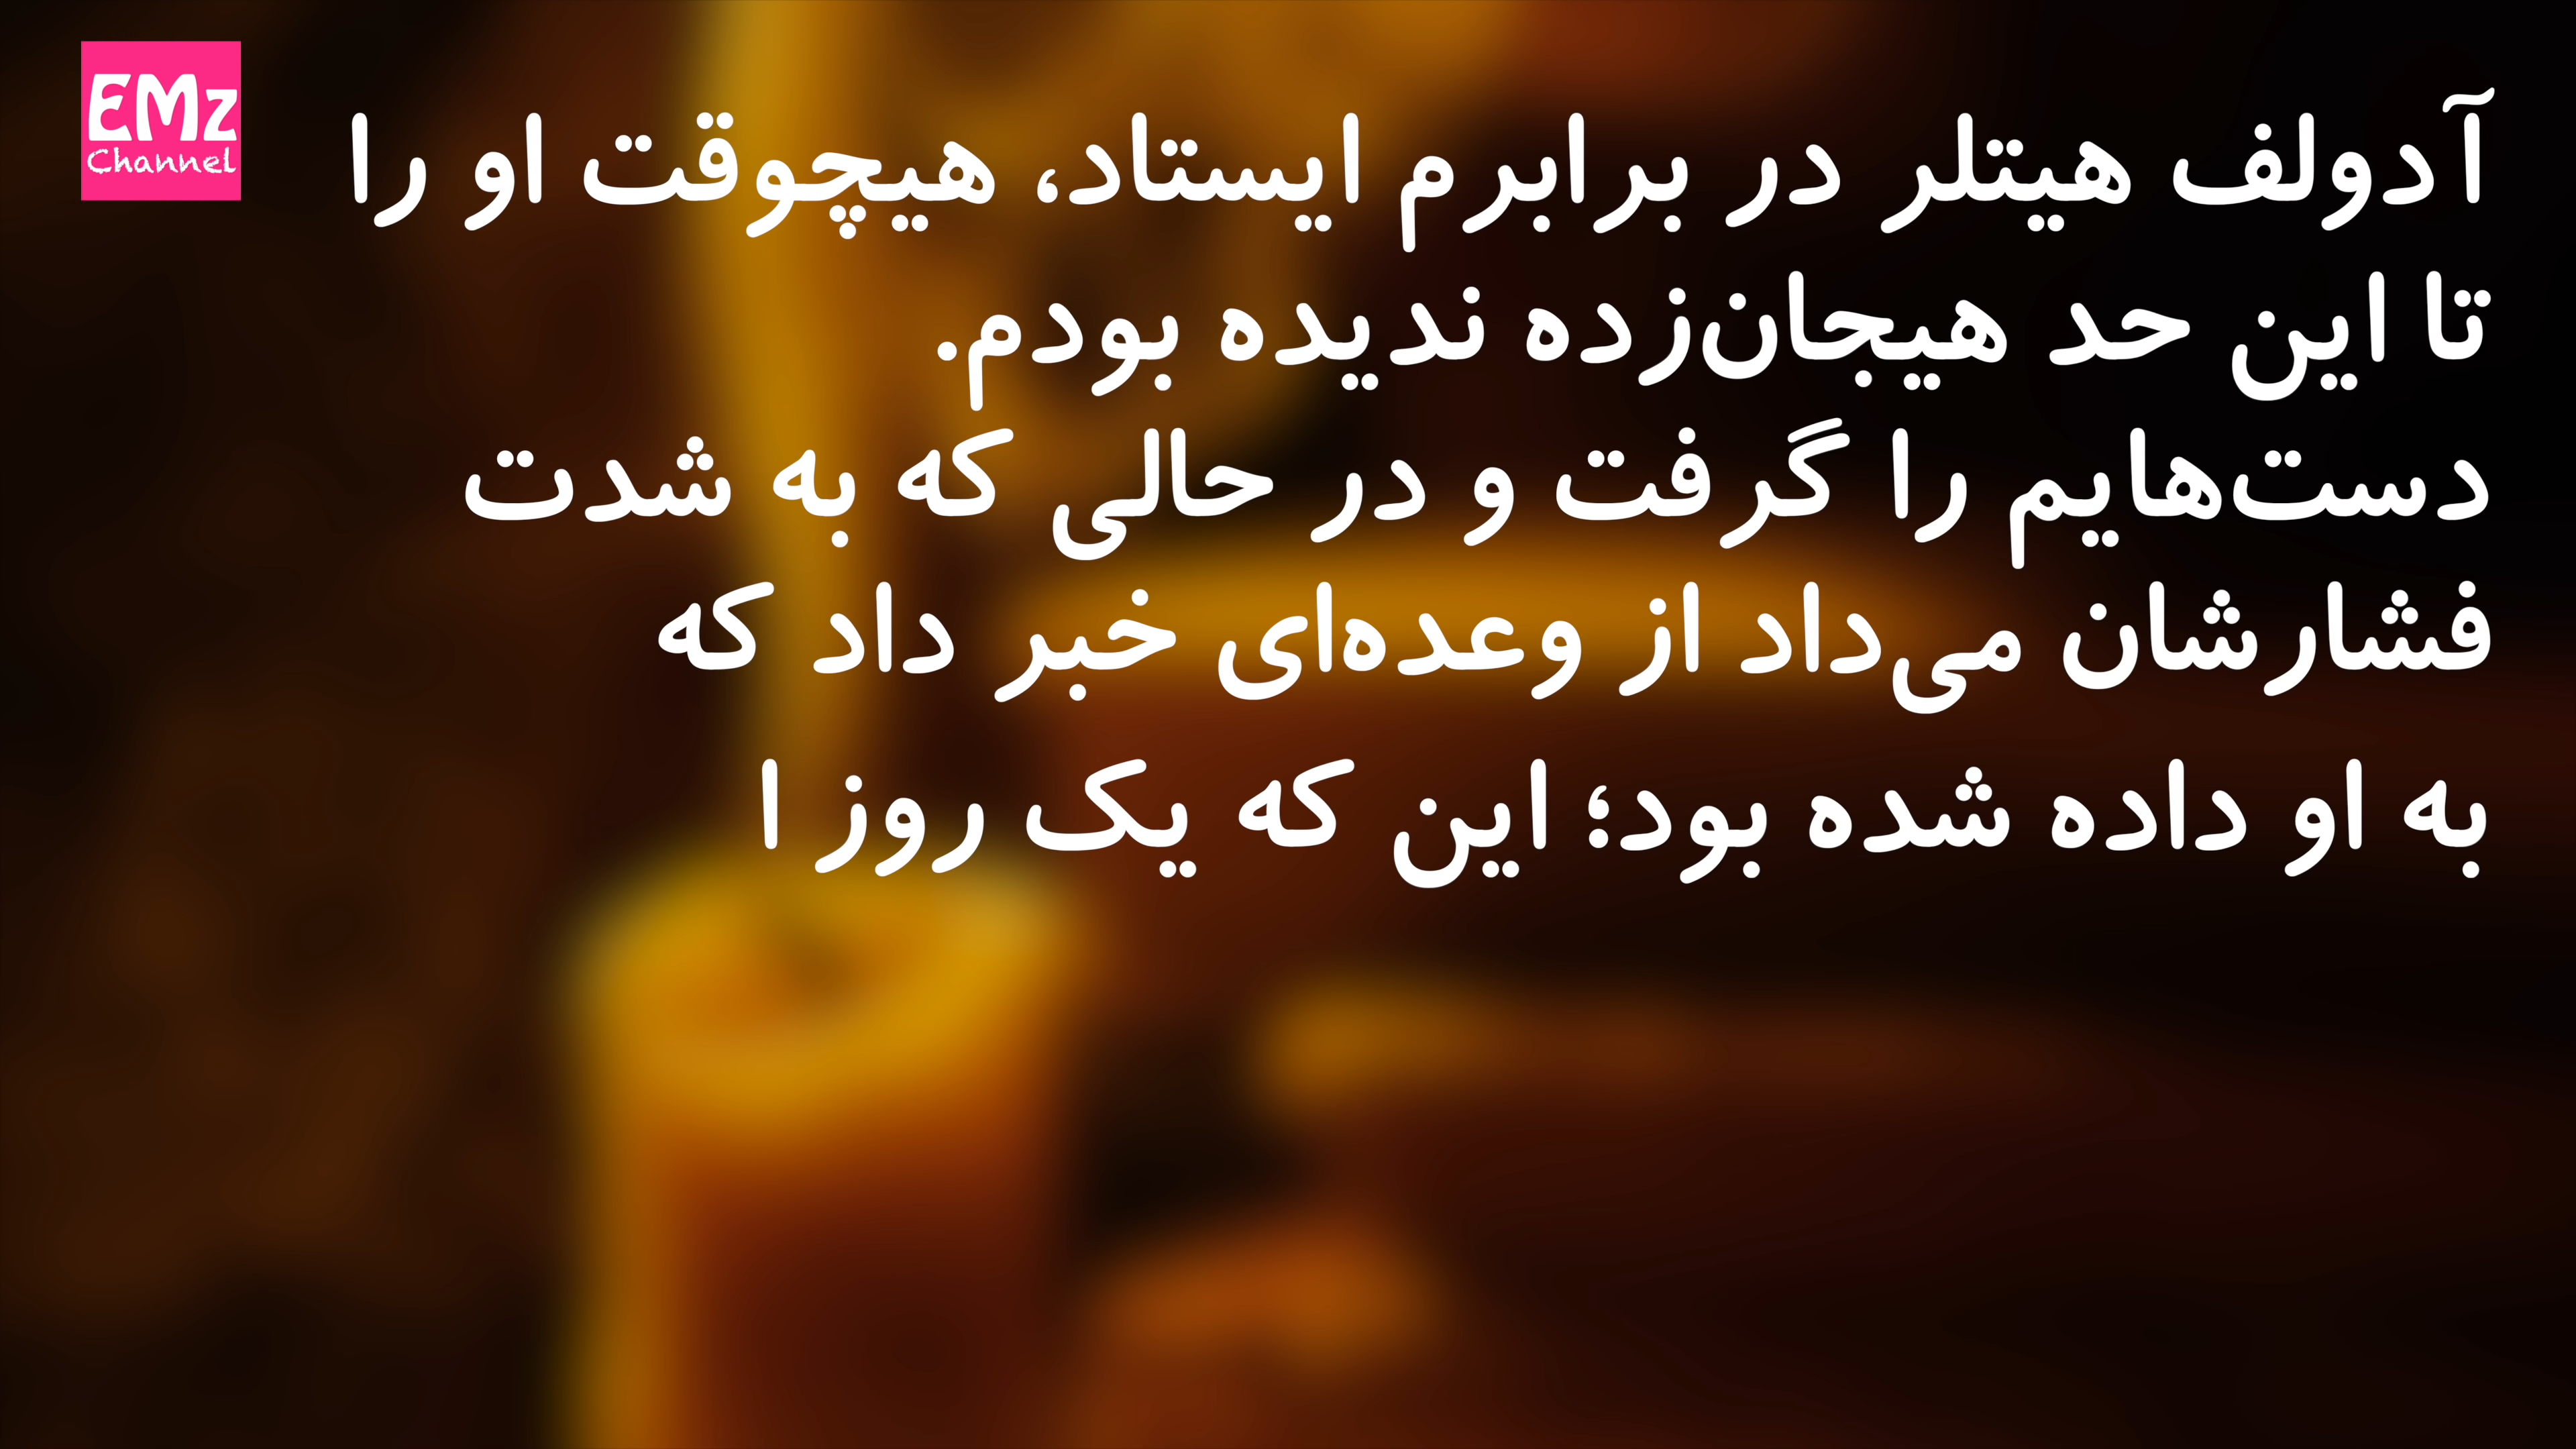 EMz
Channel
آدولف هیتلر در برابرم ایستاد، هیچوقت او را
تا این حد هیجان‌زده ندیده بودم.
دست‌هایم را گرفت و در حالی که به شدت
فشارشان می‌داد از وعده‌ای خبر داد که
به او داده شده بود؛ این که یک روز ا